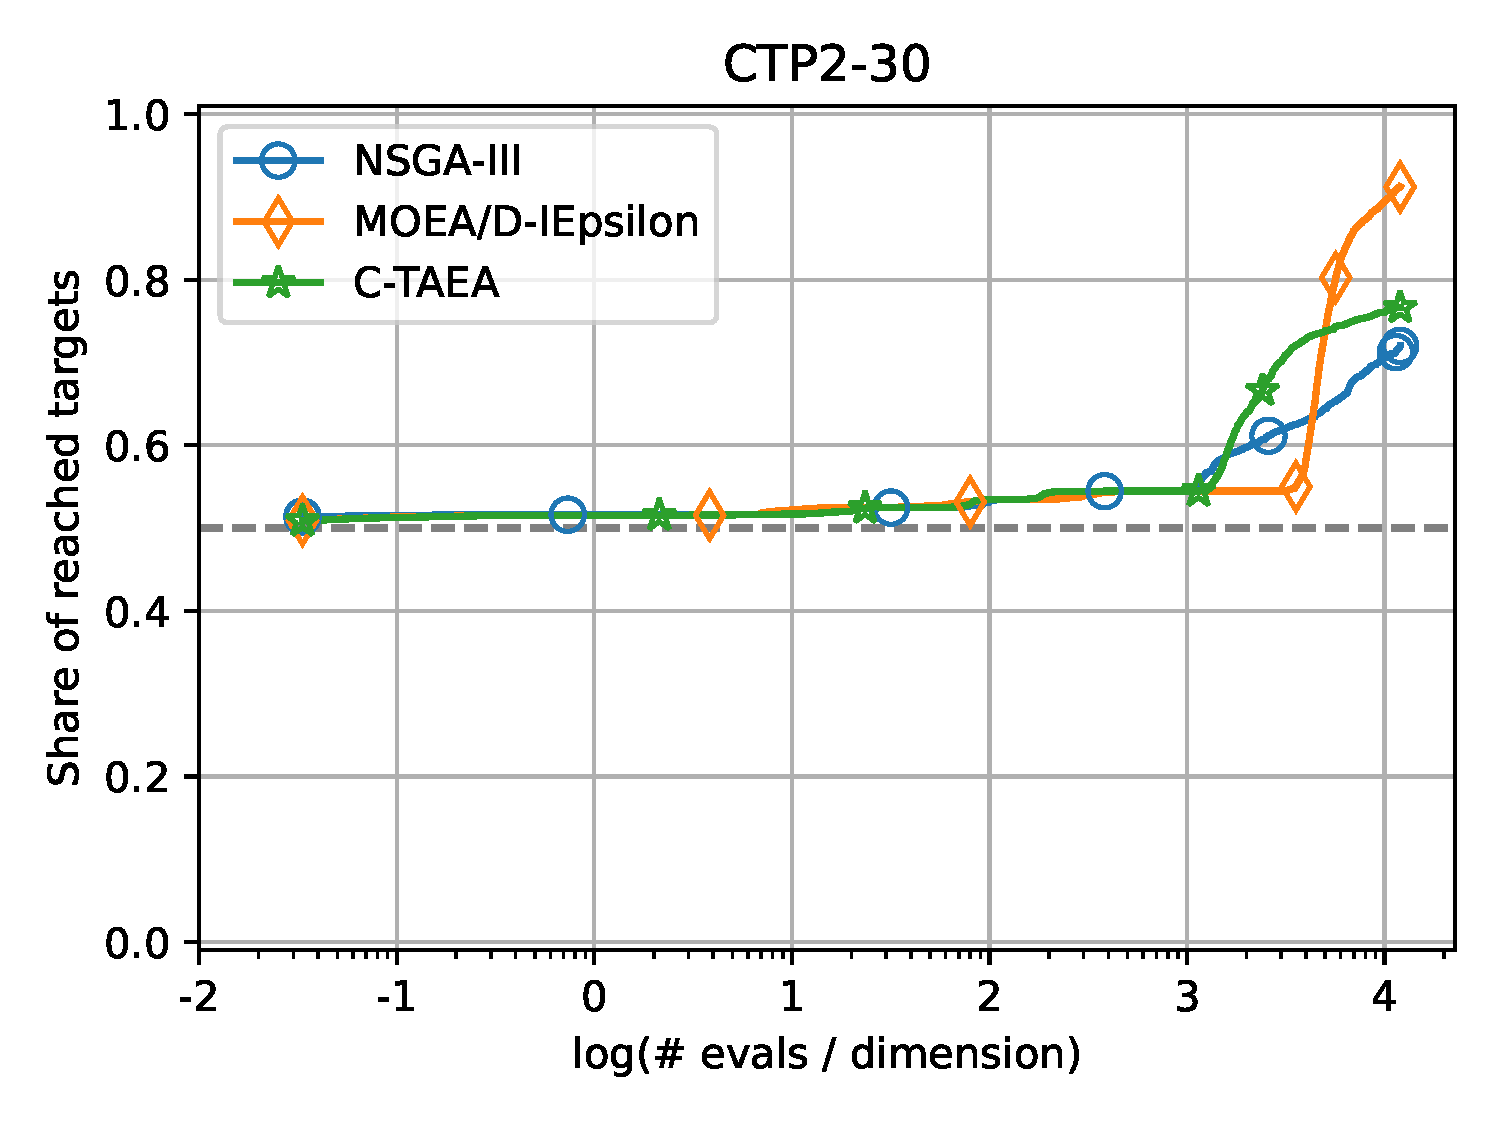 CTP2-30
1.0
0.8
0.6
0.4
0.2
0.0
Share of reached targets
NSGA-III
MOEA/D-IEpsilon
C-TAEA
-2 -1 0 1 2 3 4
log(# evals / dimension)